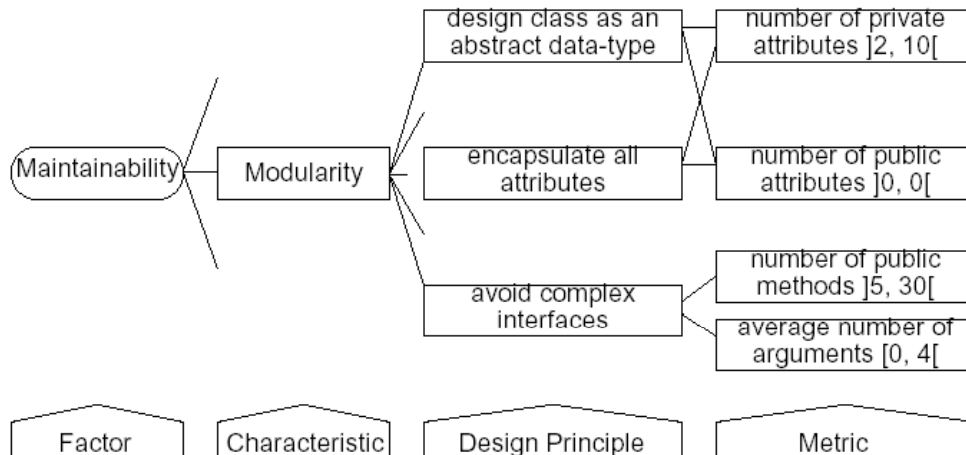 design class as an
abstract data-type
number of private
attributes ]2, 10[
Maintainability
Modularity
encapsulate all
attributes
number of public
attributes ]0, 0[
avoid complex
interfaces
number of public
methods ]5, 30[
average number of
arguments [0, 4[
Factor
Characteristic
Design Principle
Metric